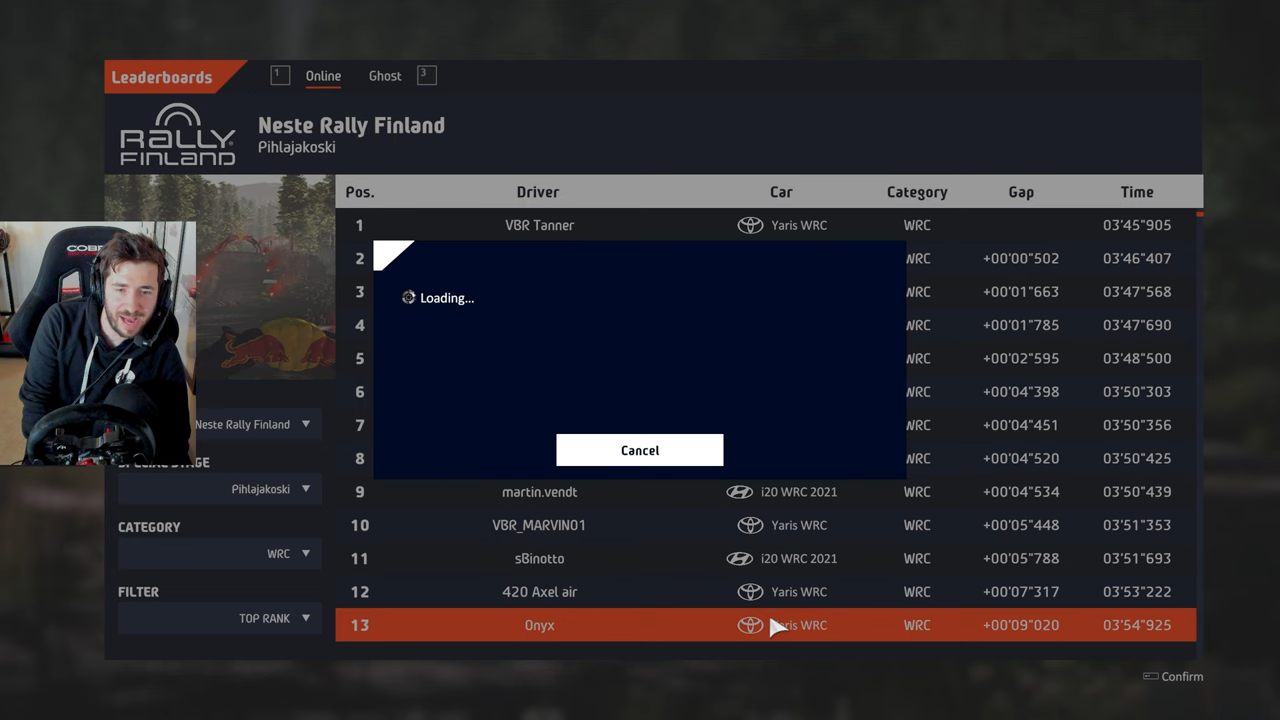 Leaderboards
1
Online
Ghost
3
RALLY FINLAND
Neste Rally Finland
Pihlajakoski
Pos. Driver Car Category Gap Time
1 VBR Tanner Yaris WRC WRC 03'45"905
2 WRC +00'00"502 03'46"407
3 WRC +00'01"663 03'47"568
4 WRC +00'01"785 03'47"690
5 WRC +00'02"595 03'48"500
6 WRC +00'04"398 03'50"303
7 WRC +00'04"451 03'50"356
8 WRC +00'04"520 03'50"425
9 martin.vendt i20 WRC 2021 WRC +00'04"534 03'50"439
10 VBR_MARVIN01 Yaris WRC WRC +00'05"448 03'51"353
11 sBinotto i20 WRC 2021 WRC +00'05"788 03'51"693
12 420 Axel air Yaris WRC WRC +00'07"317 03'53"222
13 Onyx Yaris WRC WRC +00'09"020 03'54"925
Loading...
Cancel
COBR
Neste Rally Finland
SPECIAL STAGE
Pihlajakoski
CATEGORY
WRC
FILTER
TOP RANK
Confirm